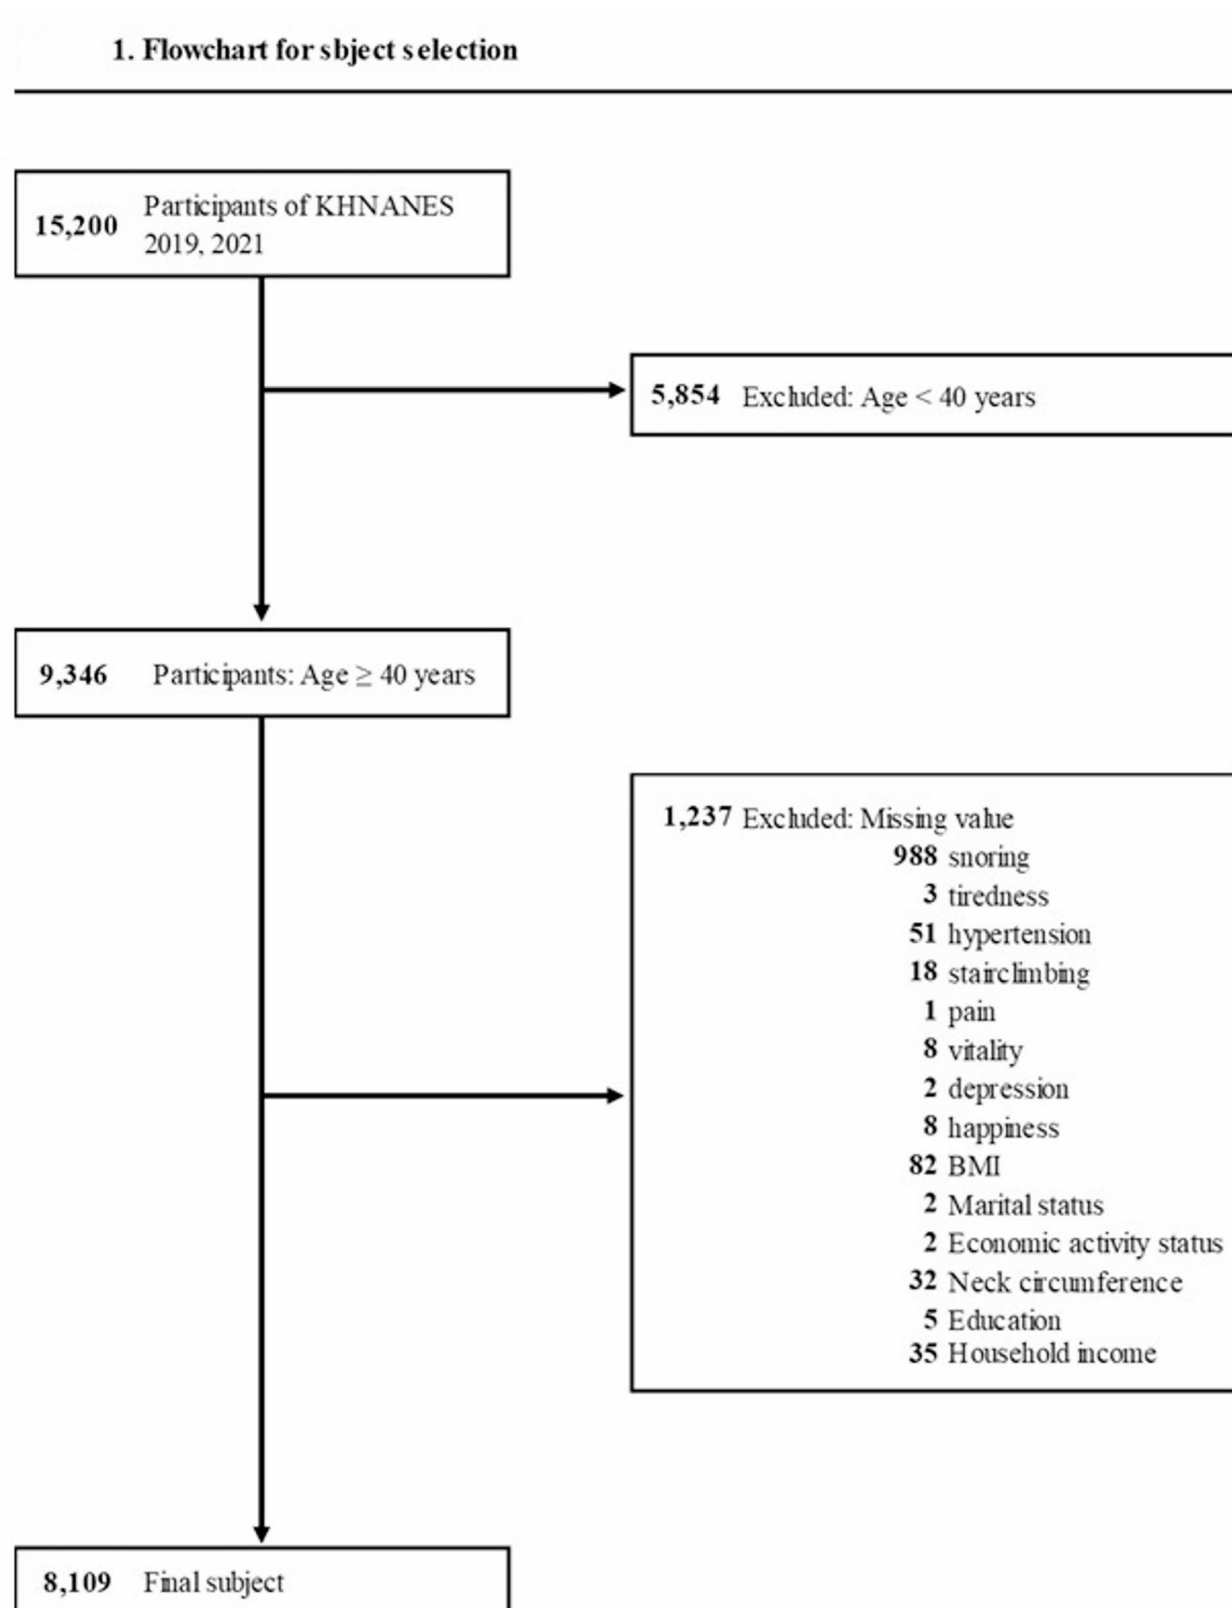 1. Flowchart for sbject selection
15,200 Participants of KHNANES
2019, 2021
5,854 Excluded: Age < 40 years
9,346 Participants: Age ≥ 40 years
1,237 Excluded: Missing value
988 snoring
3 tiredness
51 hypertension
18 stairclimbing
1 pain
8 vitality
2 depression
8 happiness
82 BMI
2 Marital status
2 Economic activity status
32 Neck circumference
5 Education
35 Household income
8,109 Final subject